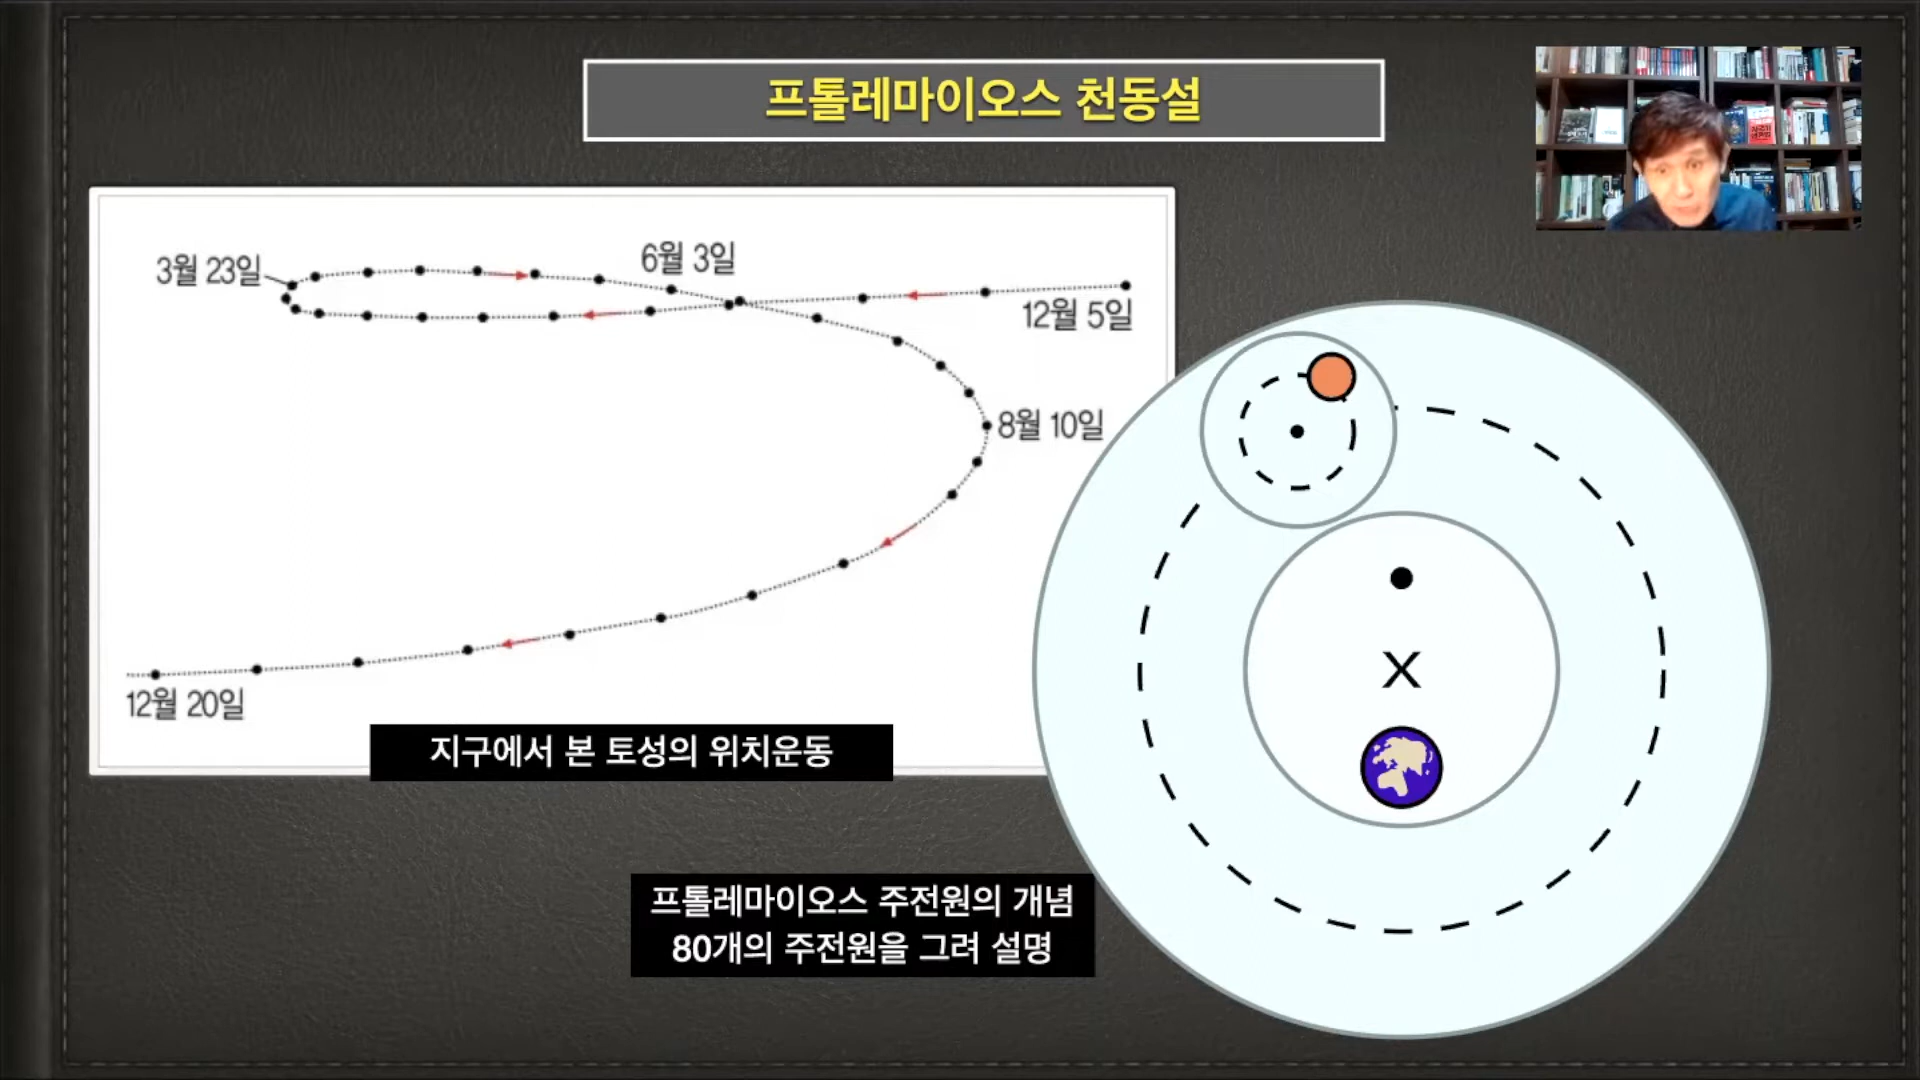 프톨레마이오스 천동설
3월 23일
6월 3일
12월 5일
8월 10일
12월 20일
지구에서 본 토성의 위치운동
X
프톨레마이오스 주전원의 개념
80개의 주전원을 그려 설명